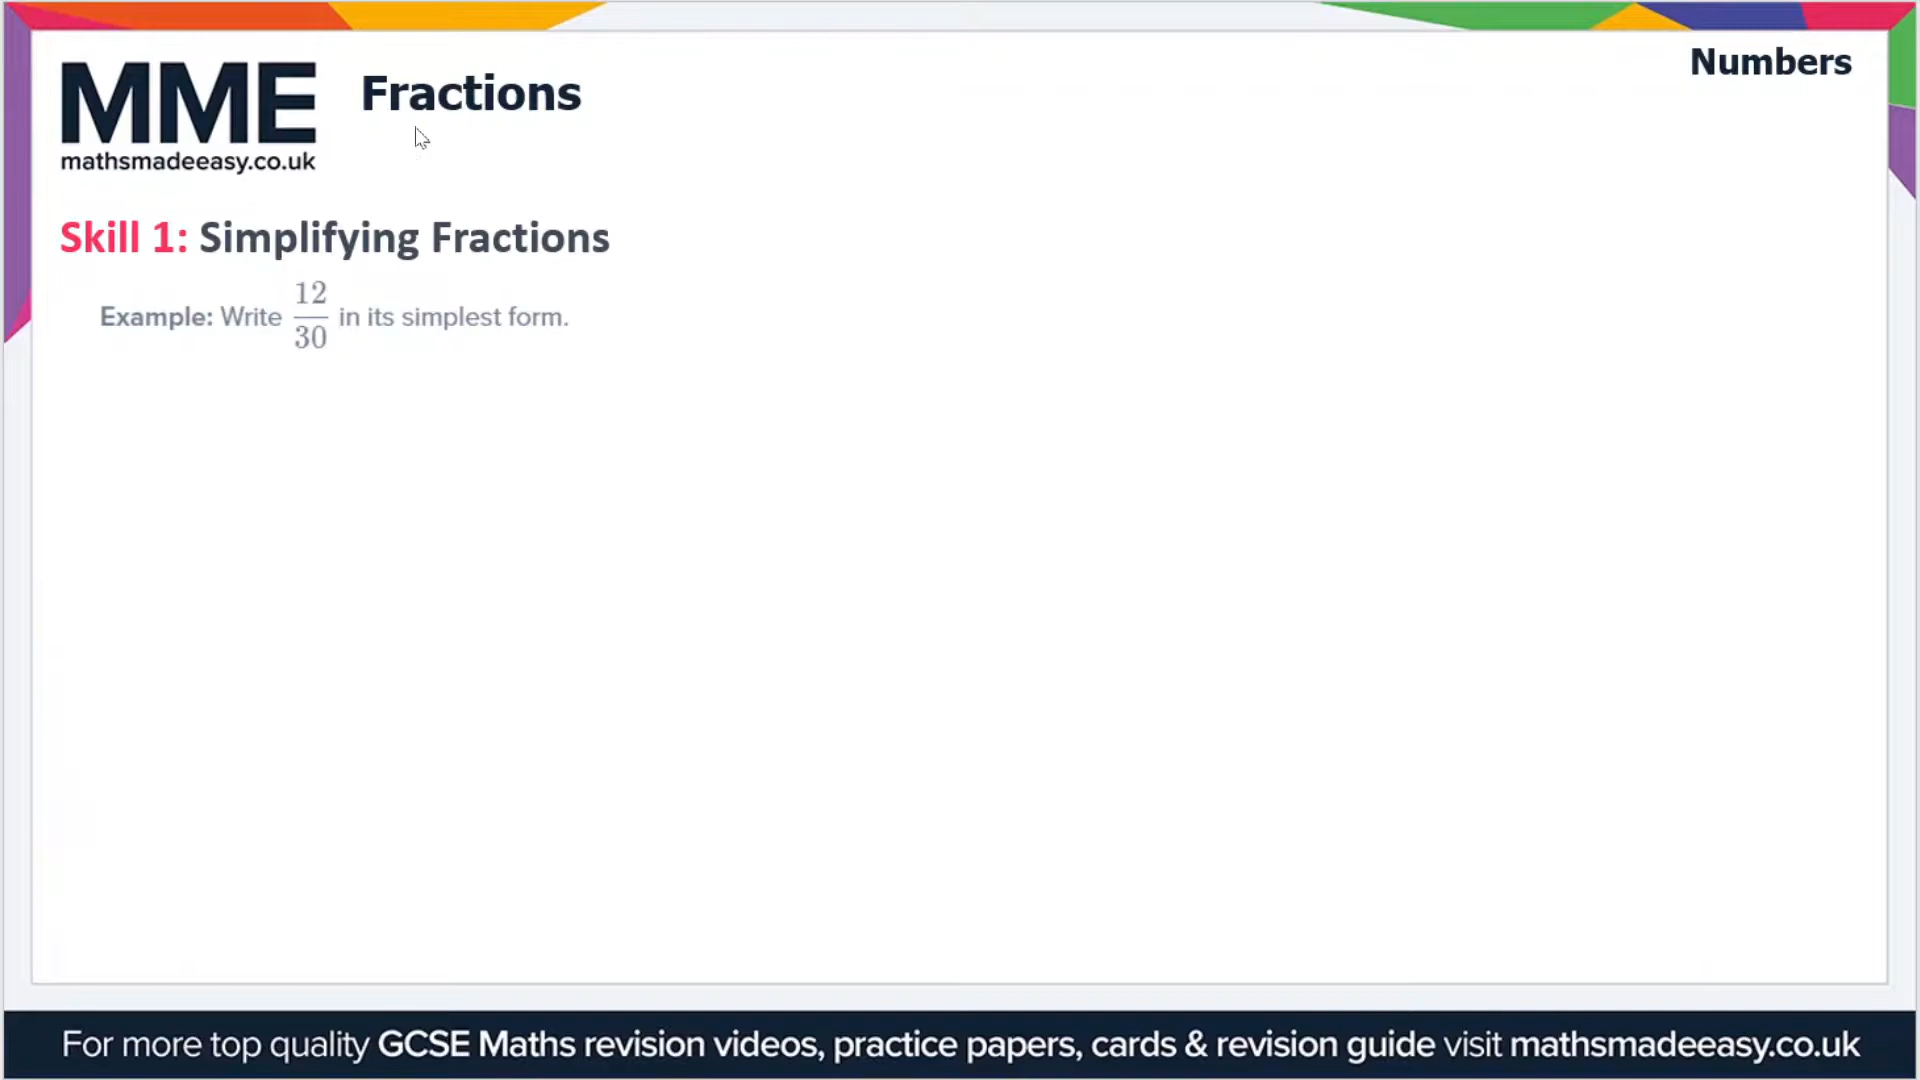 MME
mathsmadeeasy.co.uk
Fractions
Numbers
Skill 1: Simplifying Fractions
Example: Write 12/30 in its simplest form.
For more top quality GCSE Maths revision videos, practice papers, cards & revision guide visit mathsmadeeasy.co.uk